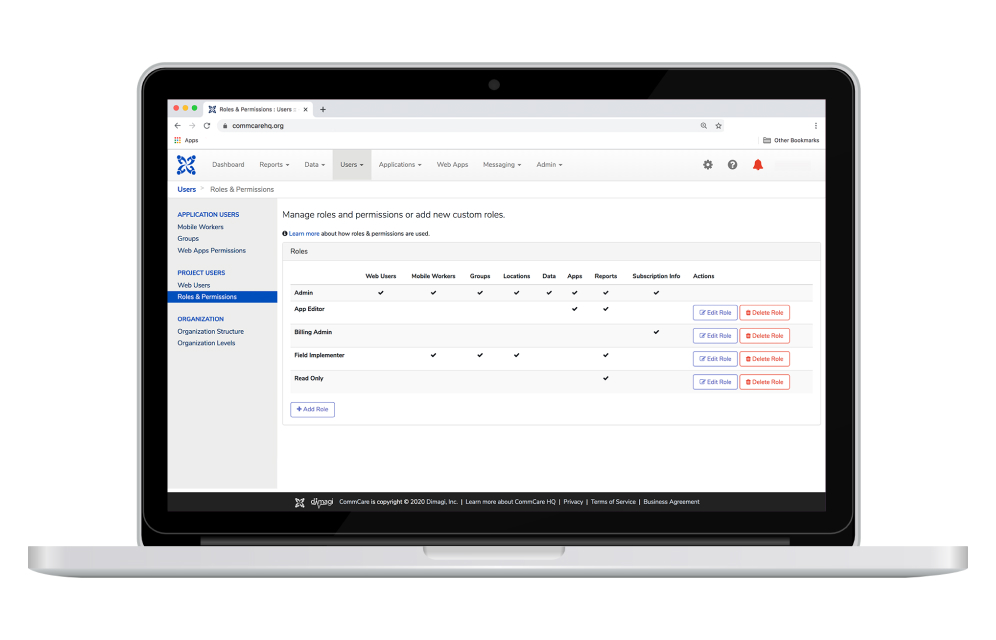 Roles & Permissions : Users :
commcarehq.org
Apps
Other Bookmarks
Dashboard Reports Data Users Applications Web Apps Messaging Admin
Users > Roles & Permissions
APPLICATION USERS
Mobile Workers
Groups
Web Apps Permissions
PROJECT USERS
Web Users
Roles & Permissions
ORGANIZATION
Organization Structure
Organization Levels
Manage roles and permissions or add new custom roles.
Learn more about how roles & permissions are used.
Roles
Web Users Mobile Workers Groups Locations Data Apps Reports Subscription Info Actions
Admin
App Editor Edit Role Delete Role
Billing Admin Edit Role Delete Role
Field Implementer Edit Role Delete Role
Read Only Edit Role Delete Role
+ Add Role
dimagi CommCare is copyright © 2020 Dimagi, Inc. | Learn more about CommCare HQ | Privacy | Terms of Service | Business Agreement